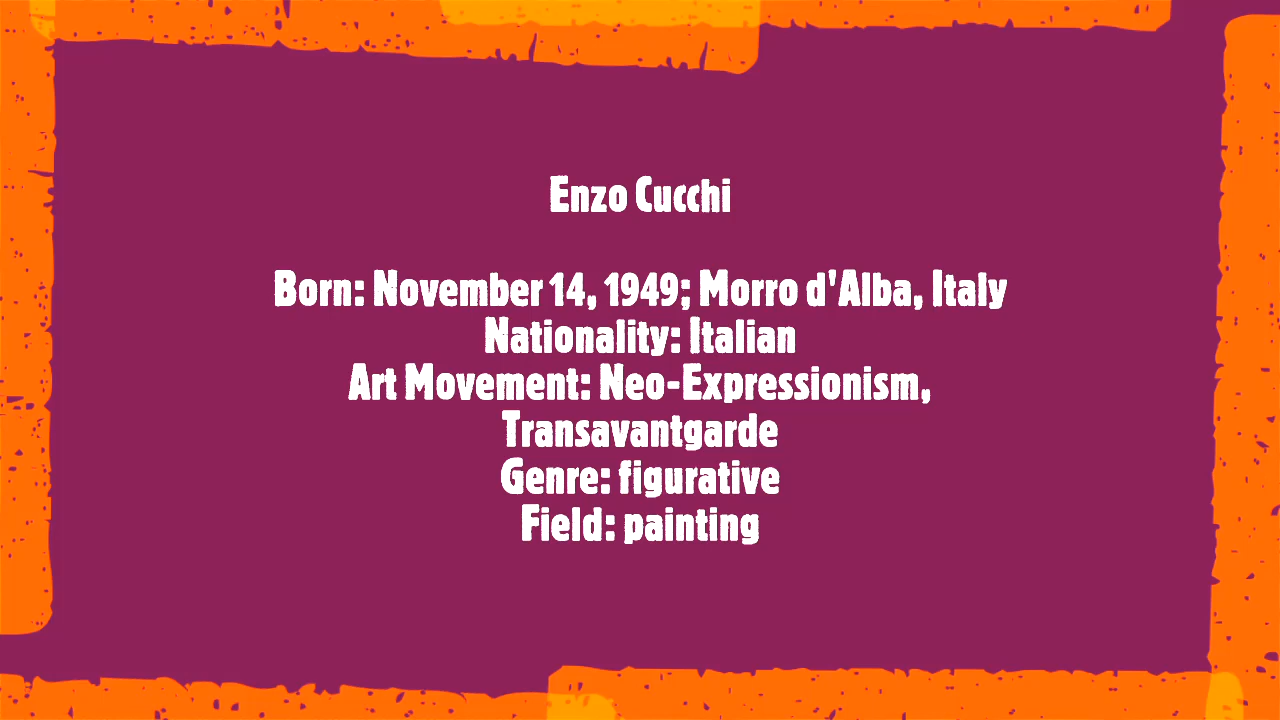 Enzo Cucchi
Born: November 14, 1949; Morro d'Alba, Italy
Nationality: Italian
Art Movement: Neo-Expressionism,
Transavantgarde
Genre: figurative
Field: painting